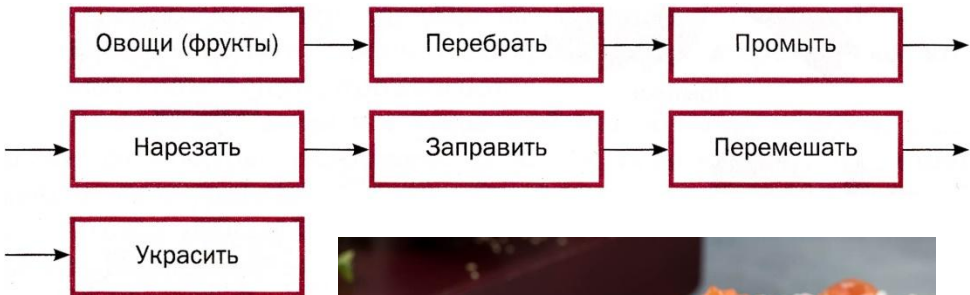 Овощи (фрукты) Перебрать Промыть
Нарезать Заправить Перемешать
Украсить